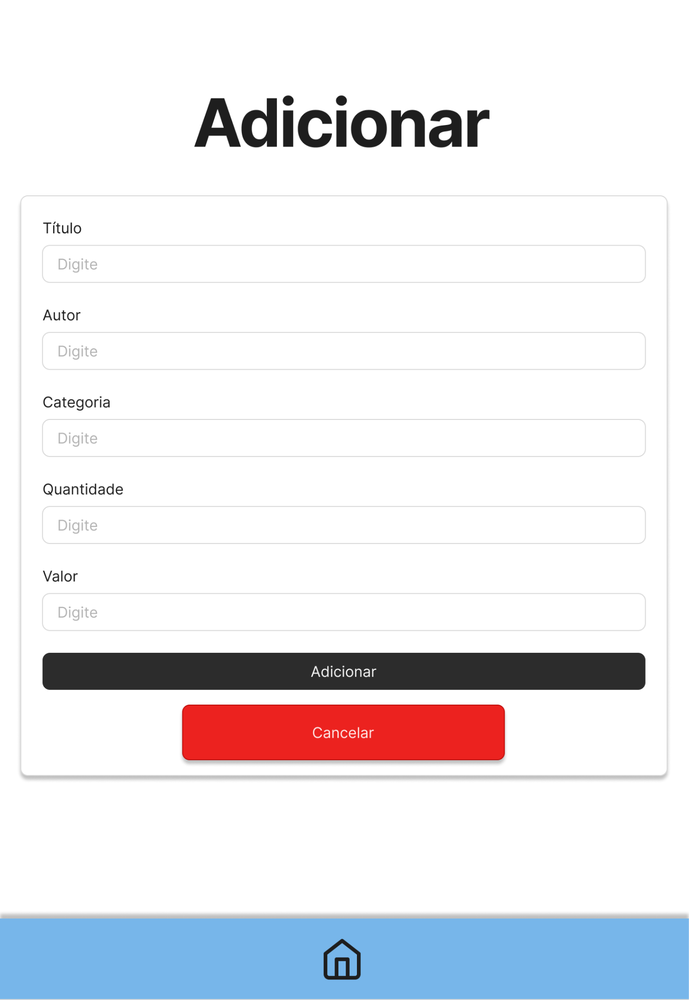 Adicionar
Título
Digite
Autor
Digite
Categoria
Digite
Quantidade
Digite
Valor
Digite
Adicionar
Cancelar